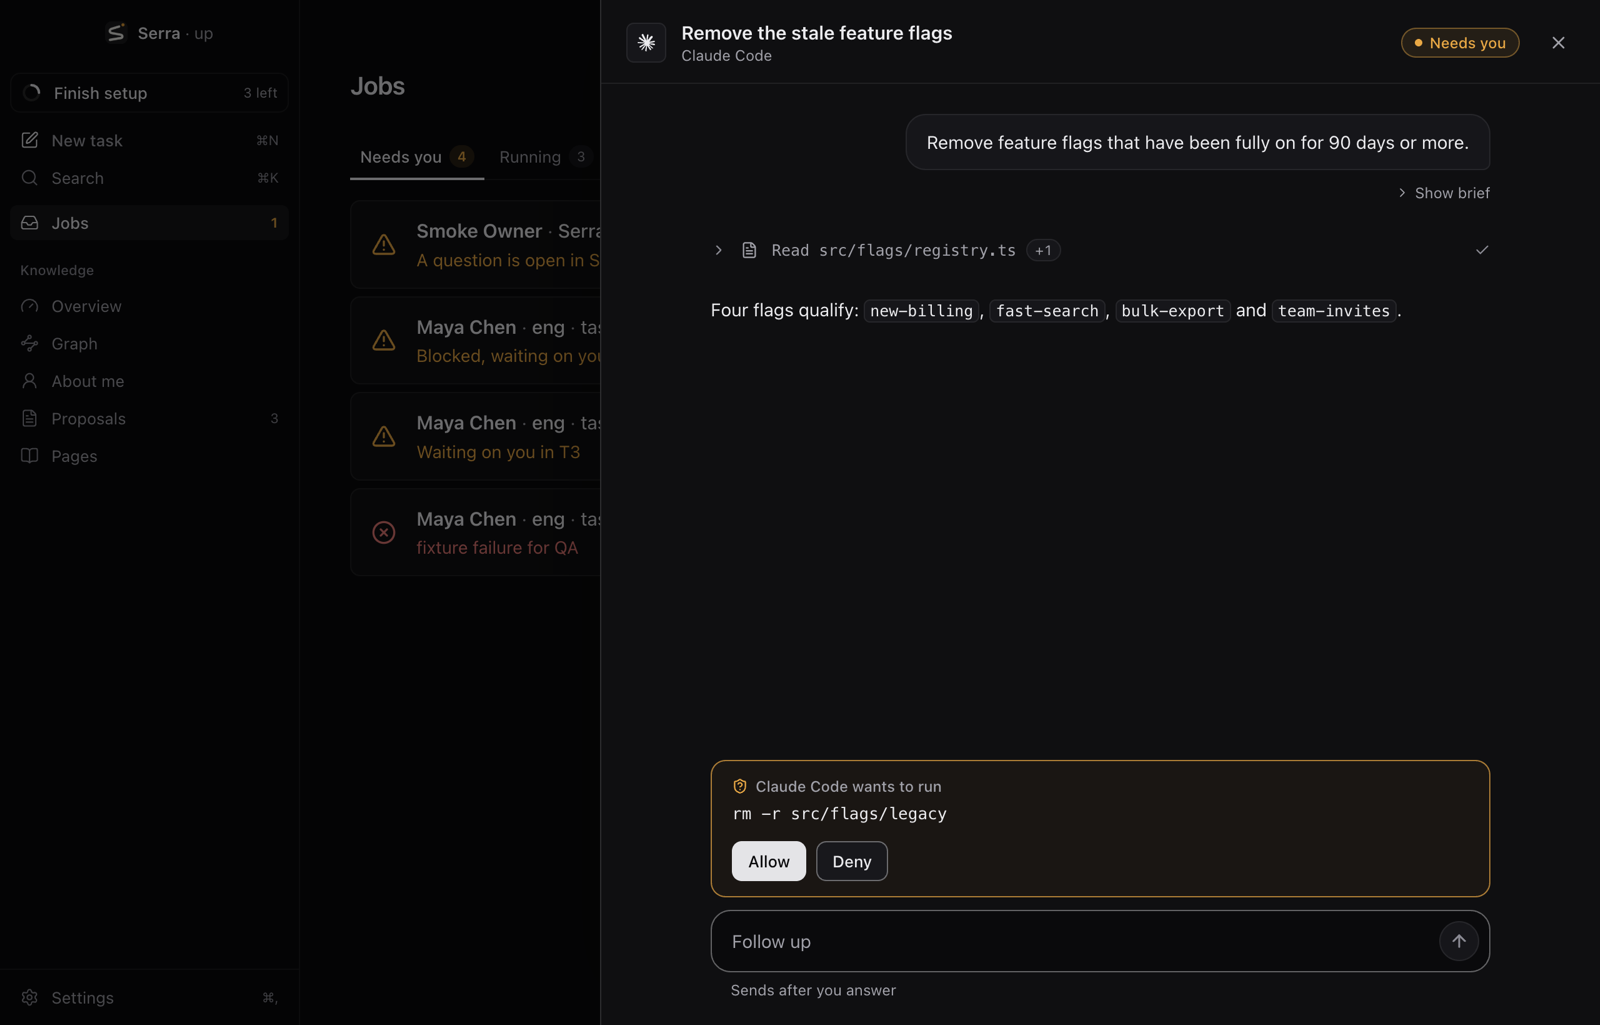 Serra · up
Finish setup 3 left
New task ⌘N
Search ⌘K
Jobs 1
Knowledge
Overview
Graph
About me
Proposals 3
Pages
Settings ⌘,
Jobs
Needs you 4 Running 3
Smoke Owner · Serra
A question is open in S
Maya Chen · eng · tas
Blocked, waiting on you
Maya Chen · eng · tas
Waiting on you in T3
Maya Chen · eng · tas
fixture failure for QA
Remove the stale feature flags
Claude Code
Needs you
Remove feature flags that have been fully on for 90 days or more.
Show brief
Read src/flags/registry.ts +1
Four flags qualify: new-billing, fast-search, bulk-export and team-invites.
Claude Code wants to run
rm -r src/flags/legacy
Allow Deny
Follow up
Sends after you answer